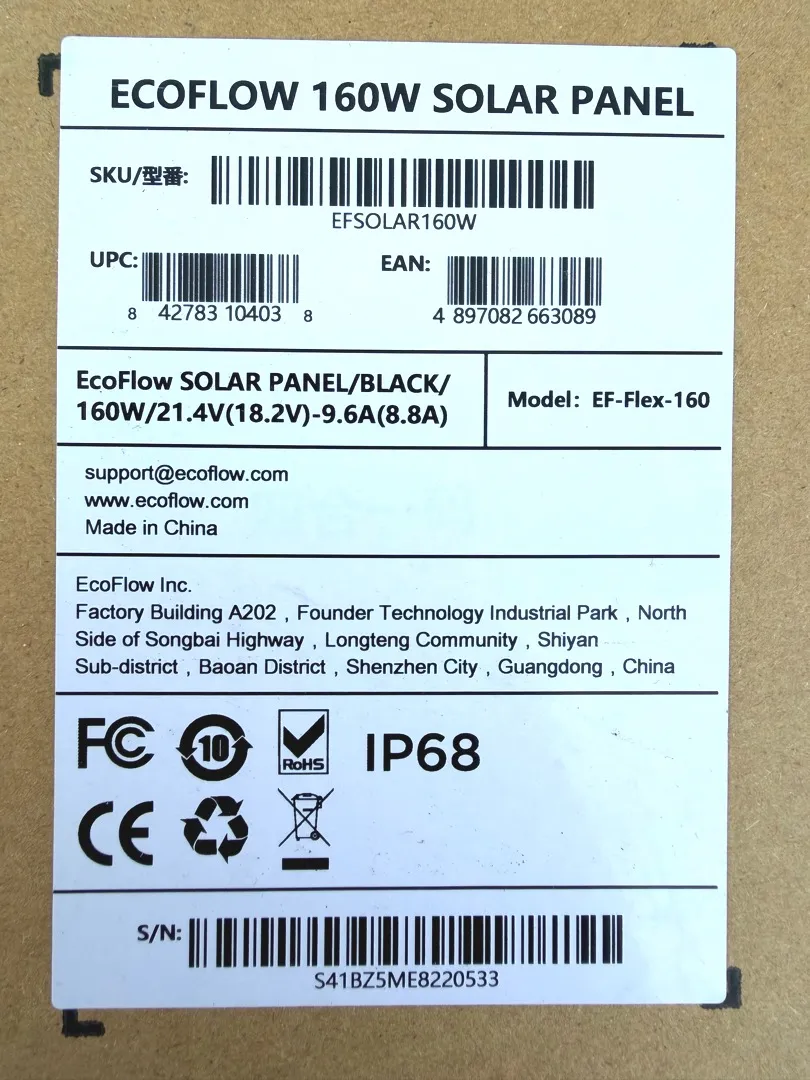 ECOFLOW 160W SOLAR PANEL
SKU/型番:
EFSOLAR160W
UPC:
8 42783 10403 8
EAN:
4 897082 663089
EcoFlow SOLAR PANEL/BLACK/
160W/21.4V(18.2V)-9.6A(8.8A)
Model: EF-Flex-160
support@ecoflow.com
www.ecoflow.com
Made in China
EcoFlow Inc.
Factory Building A202 , Founder Technology Industrial Park , North
Side of Songbai Highway , Longteng Community , Shiyan
Sub-district , Baoan District , Shenzhen City , Guangdong , China
FC
10
RoHS
IP68
CE
S/N:
S41BZ5ME8220533